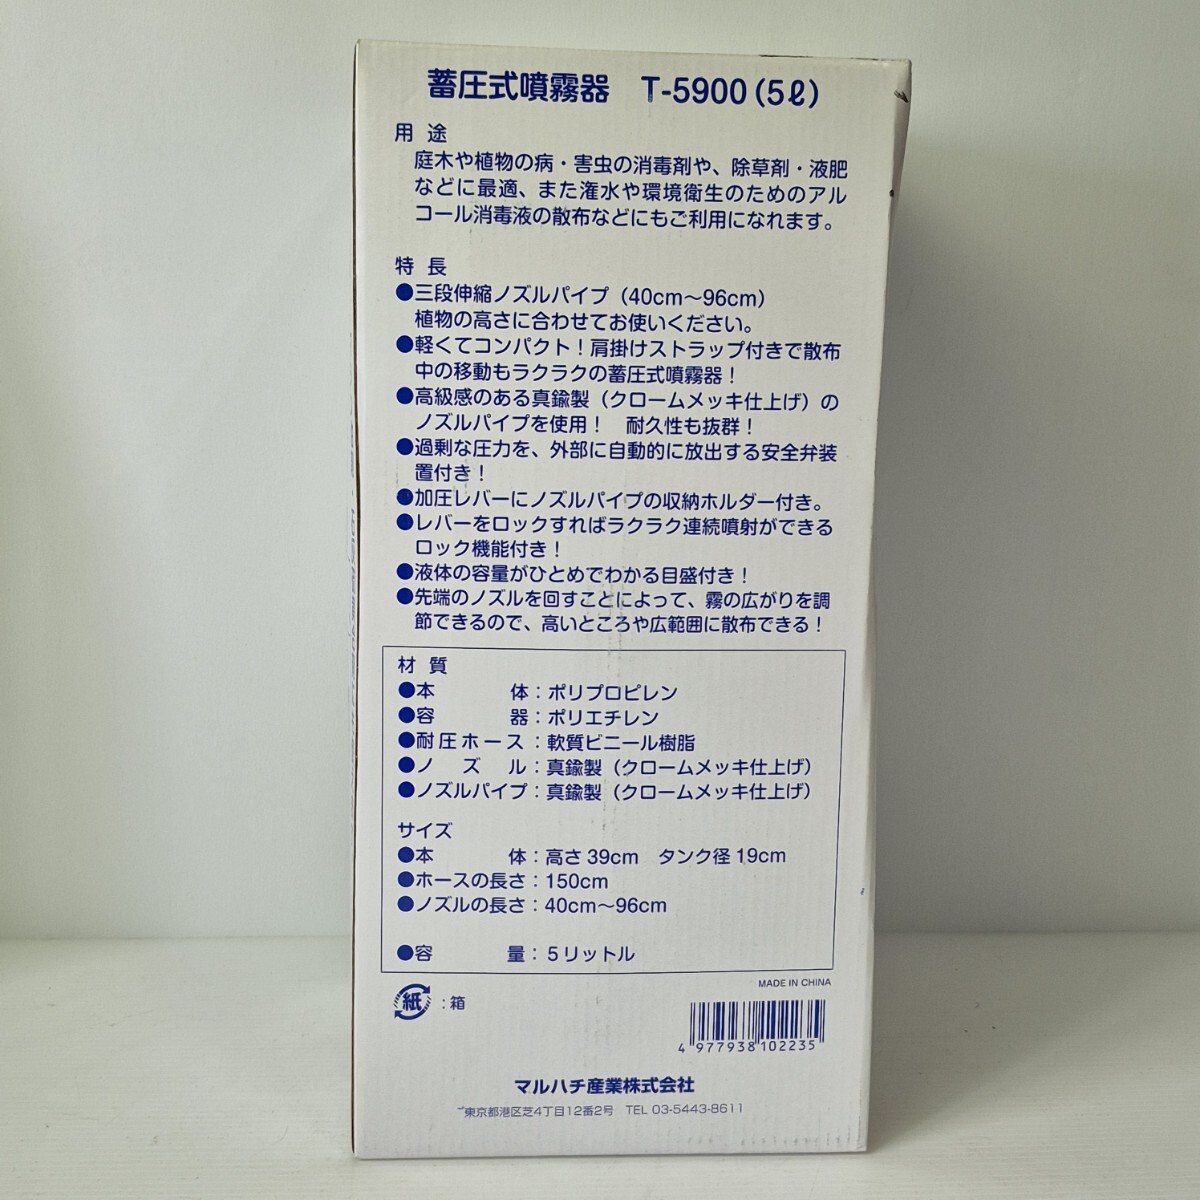 蓄圧式噴霧器 T-5900(5ℓ)
用途
庭木や植物の病・害虫の消毒剤や、除草剤・液肥
などに最適、また潅水や環境衛生のためのアル
コール消毒液の散布などにもご利用になれます。
特長
●三段伸縮ノズルパイプ(40cm〜96cm)
植物の高さに合わせてお使いください。
●軽くてコンパクト!肩掛けストラップ付きで散布
中の移動もラクラクの蓄圧式噴霧器!
●高級感のある真鍮製(クロームメッキ仕上げ)の
ノズルパイプを使用! 耐久性も抜群!
●過剰な圧力を、外部に自動的に放出する安全弁装
置付き!
●加圧レバーにノズルパイプの収納ホルダー付き。
●レバーをロックすればラクラク連続噴射ができる
ロック機能付き!
●液体の容量がひとめでわかる目盛付き!
●先端のノズルを回すことによって、霧の広がりを調
節できるので、高いところや広範囲に散布できる!
材質
●本体:ポリプロピレン
●容器:ポリエチレン
●耐圧ホース:軟質ビニール樹脂
●ノズル:真鍮製(クロームメッキ仕上げ)
●ノズルパイプ:真鍮製(クロームメッキ仕上げ)
サイズ
●本体:高さ39cm タンク径19cm
●ホースの長さ:150cm
●ノズルの長さ:40cm〜96cm
●容量:5リットル
MADE IN CHINA
紙:箱
4 977938 102235
マルハチ産業株式会社
東京都港区芝4丁目12番2号 TEL 03-5443-8611